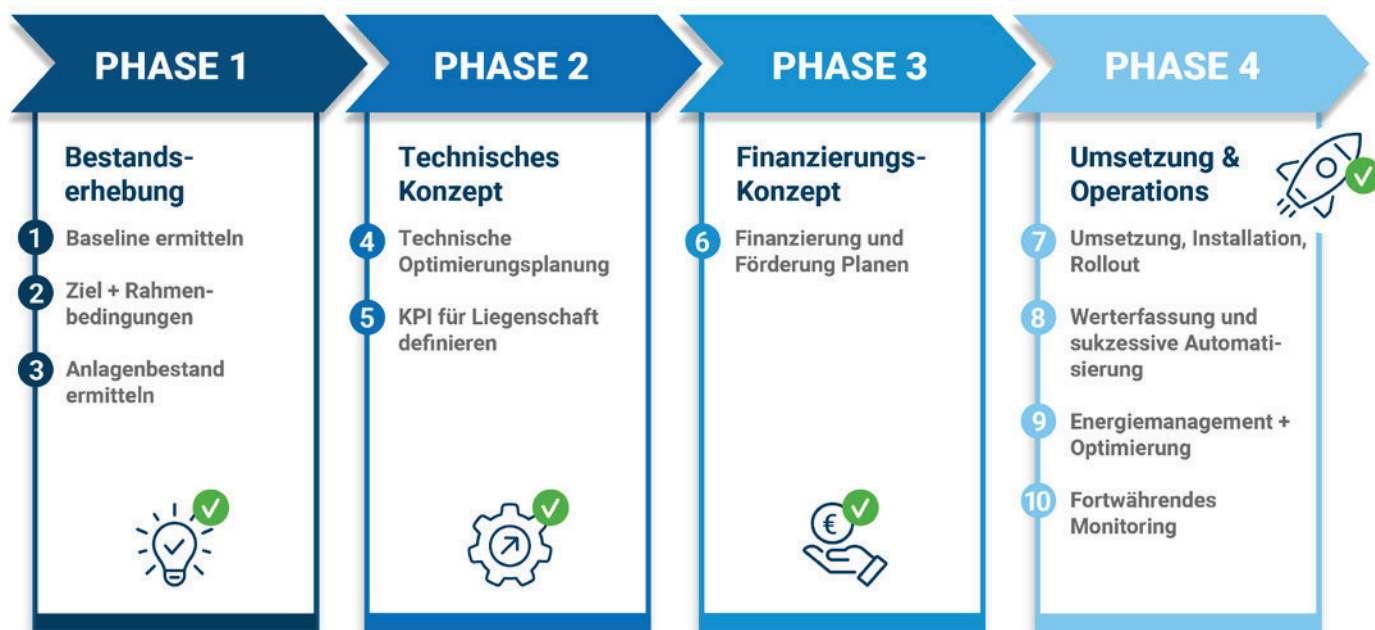 PHASE 1
Bestands-
erhebung
1 Baseline ermitteln
2 Ziel + Rahmen-
bedingungen
3 Anlagenbestand
ermitteln
PHASE 2
Technisches
Konzept
4 Technische
Optimierungsplanung
5 KPI für Liegenschaft
definieren
PHASE 3
Finanzierungs-
Konzept
6 Finanzierung und
Förderung Planen
€
PHASE 4
Umsetzung &
Operations
7 Umsetzung, Installation,
Rollout
8 Werterfassung und
sukzessive Automati-
sierung
9 Energiemanagement +
Optimierung
10 Fortwährendes
Monitoring